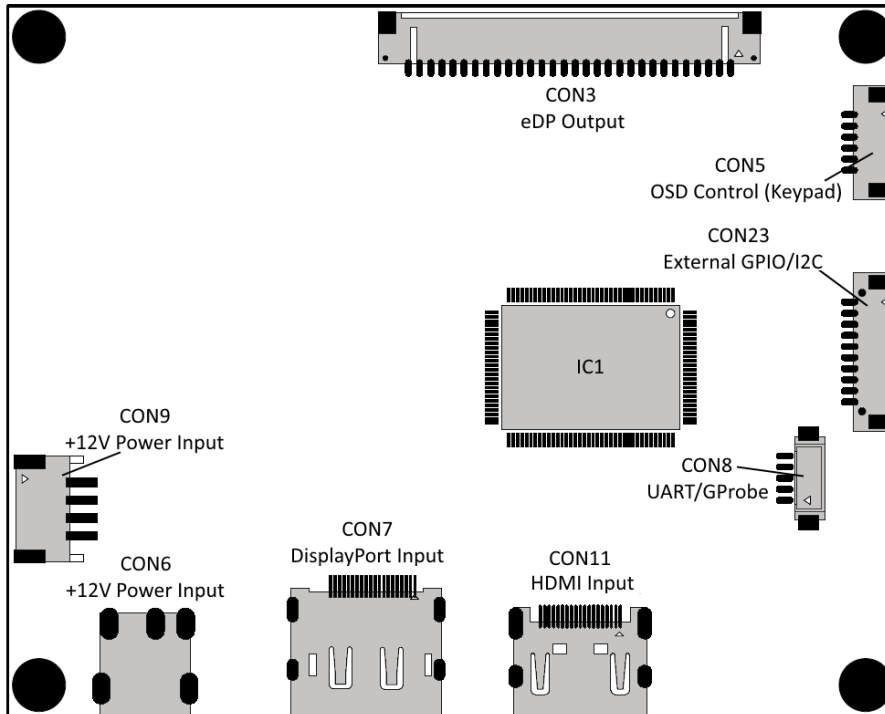 CON3
eDP Output
CON5
OSD Control (Keypad)
CON23
External GPIO/I2C
IC1
CON9
+12V Power Input
CON8
UART/GProbe
CON7
DisplayPort Input
CON11
HDMI Input
CON6
+12V Power Input